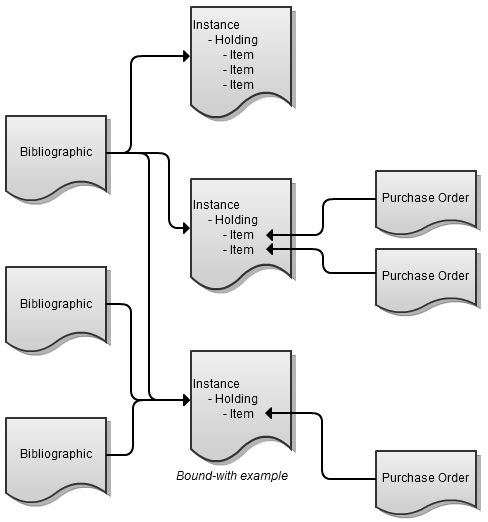 Instance
- Holding
- Item
- Item
- Item
Bibliographic
Instance
- Holding
- Item
- Item
Purchase Order
Purchase Order
Bibliographic
Instance
- Holding
- Item
Bibliographic
Bound-with example
Purchase Order